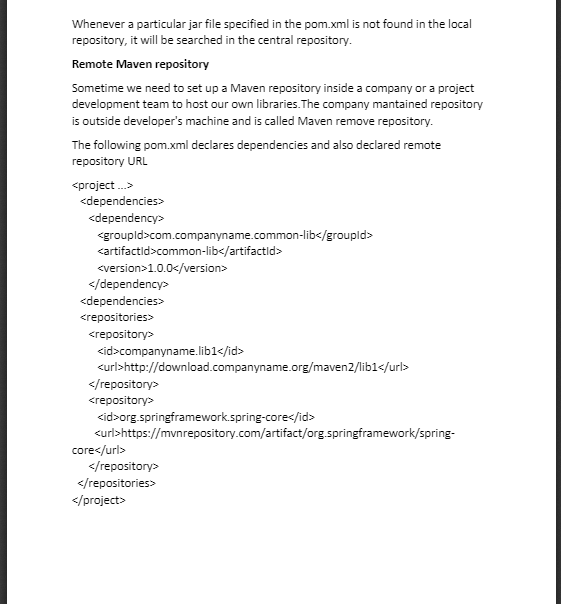 Whenever a particular jar file specified in the pom.xml is not found in the local
repository, it will be searched in the central repository.
Remote Maven repository
Sometime we need to set up a Maven repository inside a company or a project
development team to host our own libraries.The company mantained repository
is outside developer's machine and is called Maven remove repository.
The following pom.xml declares dependencies and also declared remote
repository URL
<project ...>
<dependencies>
<dependency>
<groupId>com.companyname.common-lib</groupId>
<artifactId>common-lib</artifactId>
<version>1.0.0</version>
</dependency>
<dependencies>
<repositories>
<repository>
<id>companyname.lib1</id>
<url>http://download.companyname.org/maven2/lib1</url>
</repository>
<repository>
<id>org.springframework.spring-core</id>
<url>https://mvnrepository.com/artifact/org.springframework/spring-
core</url>
</repository>
</repositories>
</project>